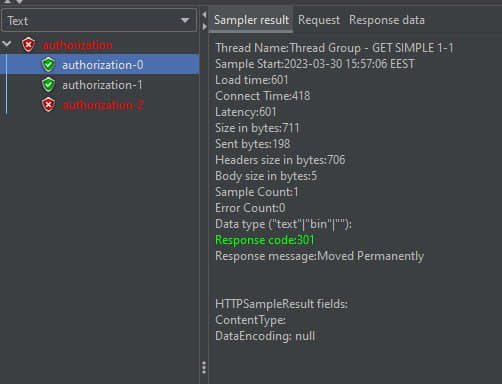 Text
Sampler result Request Response data
authorization
authorization-0
authorization-1
authorization-2
Thread Name:Thread Group - GET SIMPLE 1-1
Sample Start:2023-03-30 15:57:06 EEST
Load time:601
Connect Time:418
Latency:601
Size in bytes:711
Sent bytes:198
Headers size in bytes:706
Body size in bytes:5
Sample Count:1
Error Count:0
Data type ("text"|"bin"|""):
Response code:301
Response message:Moved Permanently
HTTPSampleResult fields:
ContentType:
DataEncoding: null